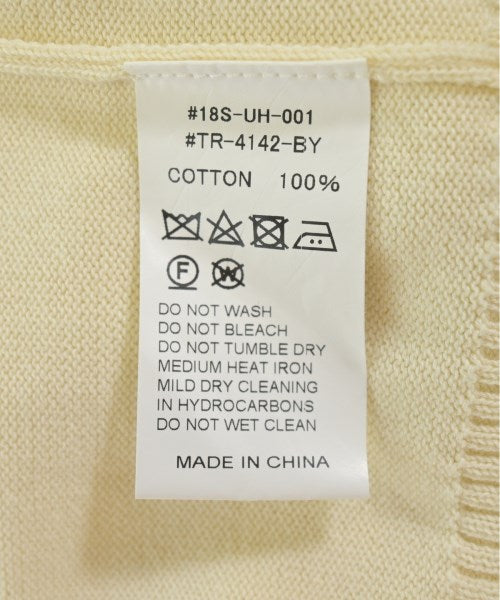 #18S-UH-001
#TR-4142-BY
COTTON 100%
F W
DO NOT WASH
DO NOT BLEACH
DO NOT TUMBLE DRY
MEDIUM HEAT IRON
MILD DRY CLEANING
IN HYDROCARBONS
DO NOT WET CLEAN
MADE IN CHINA